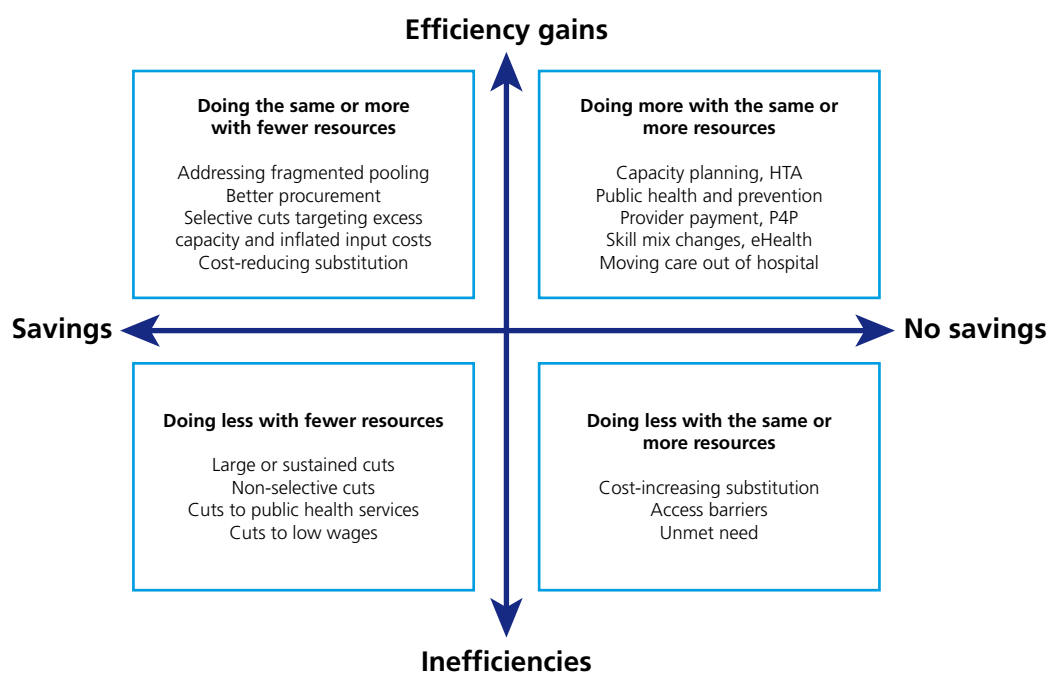 Efficiency gains
Doing the same or more
with fewer resources
Addressing fragmented pooling
Better procurement
Selective cuts targeting excess
capacity and inflated input costs
Cost-reducing substitution
Doing more with the same or
more resources
Capacity planning, HTA
Public health and prevention
Provider payment, P4P
Skill mix changes, eHealth
Moving care out of hospital
Savings
No savings
Doing less with fewer resources
Large or sustained cuts
Non-selective cuts
Cuts to public health services
Cuts to low wages
Doing less with the same or
more resources
Cost-increasing substitution
Access barriers
Unmet need
Inefficiencies